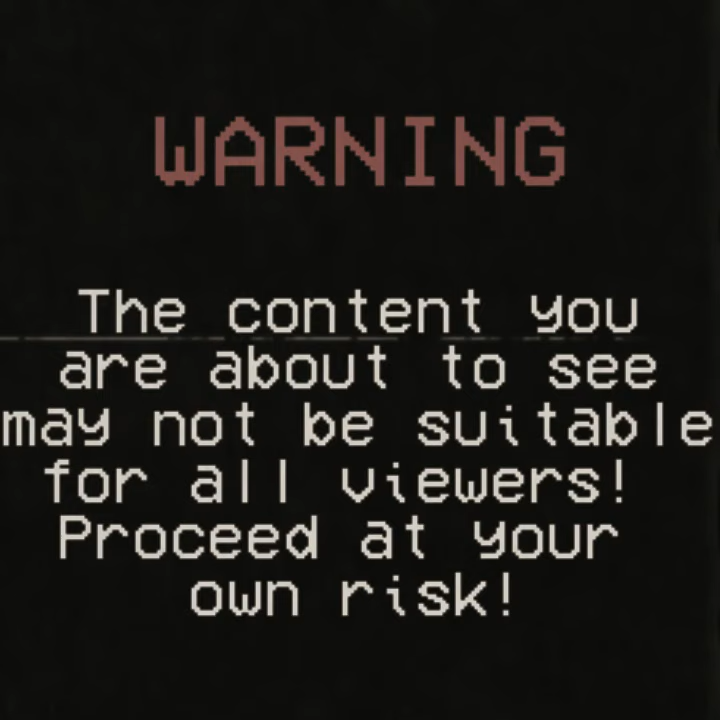 WARNING
The content you
are about to see
may not be suitable
for all viewers!
Proceed at your
own risk!